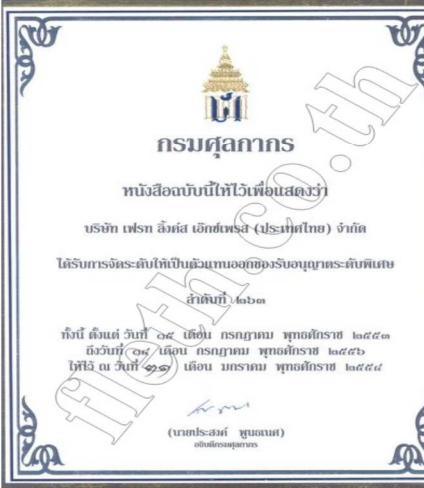 กรมศุลกากร
หนังสือฉบับนี้ให้ไว้เพื่อแสดงว่า
บริษัท เฟรท ลิ้งค์ส เอ็กซ์เพรส (ประเทศไทย) จำกัด
ได้รับการจัดระดับให้เป็นตัวแทนออกของรับอนุญาตระดับพิเศษ
ลำดับที่ ๒๖๓
ทั้งนี้ ตั้งแต่ วันที่ ๑๕ เดือน กรกฎาคม พุทธศักราช ๒๕๕๓
ถึงวันที่ ๑๔ เดือน กรกฎาคม พุทธศักราช ๒๕๕๖
ให้ไว้ ณ วันที่ เดือน มกราคม พุทธศักราช ๒๕๕๔
(นายประสงค์ พูนธเนศ)
อธิบดีกรมศุลกากร
fleth.co.th